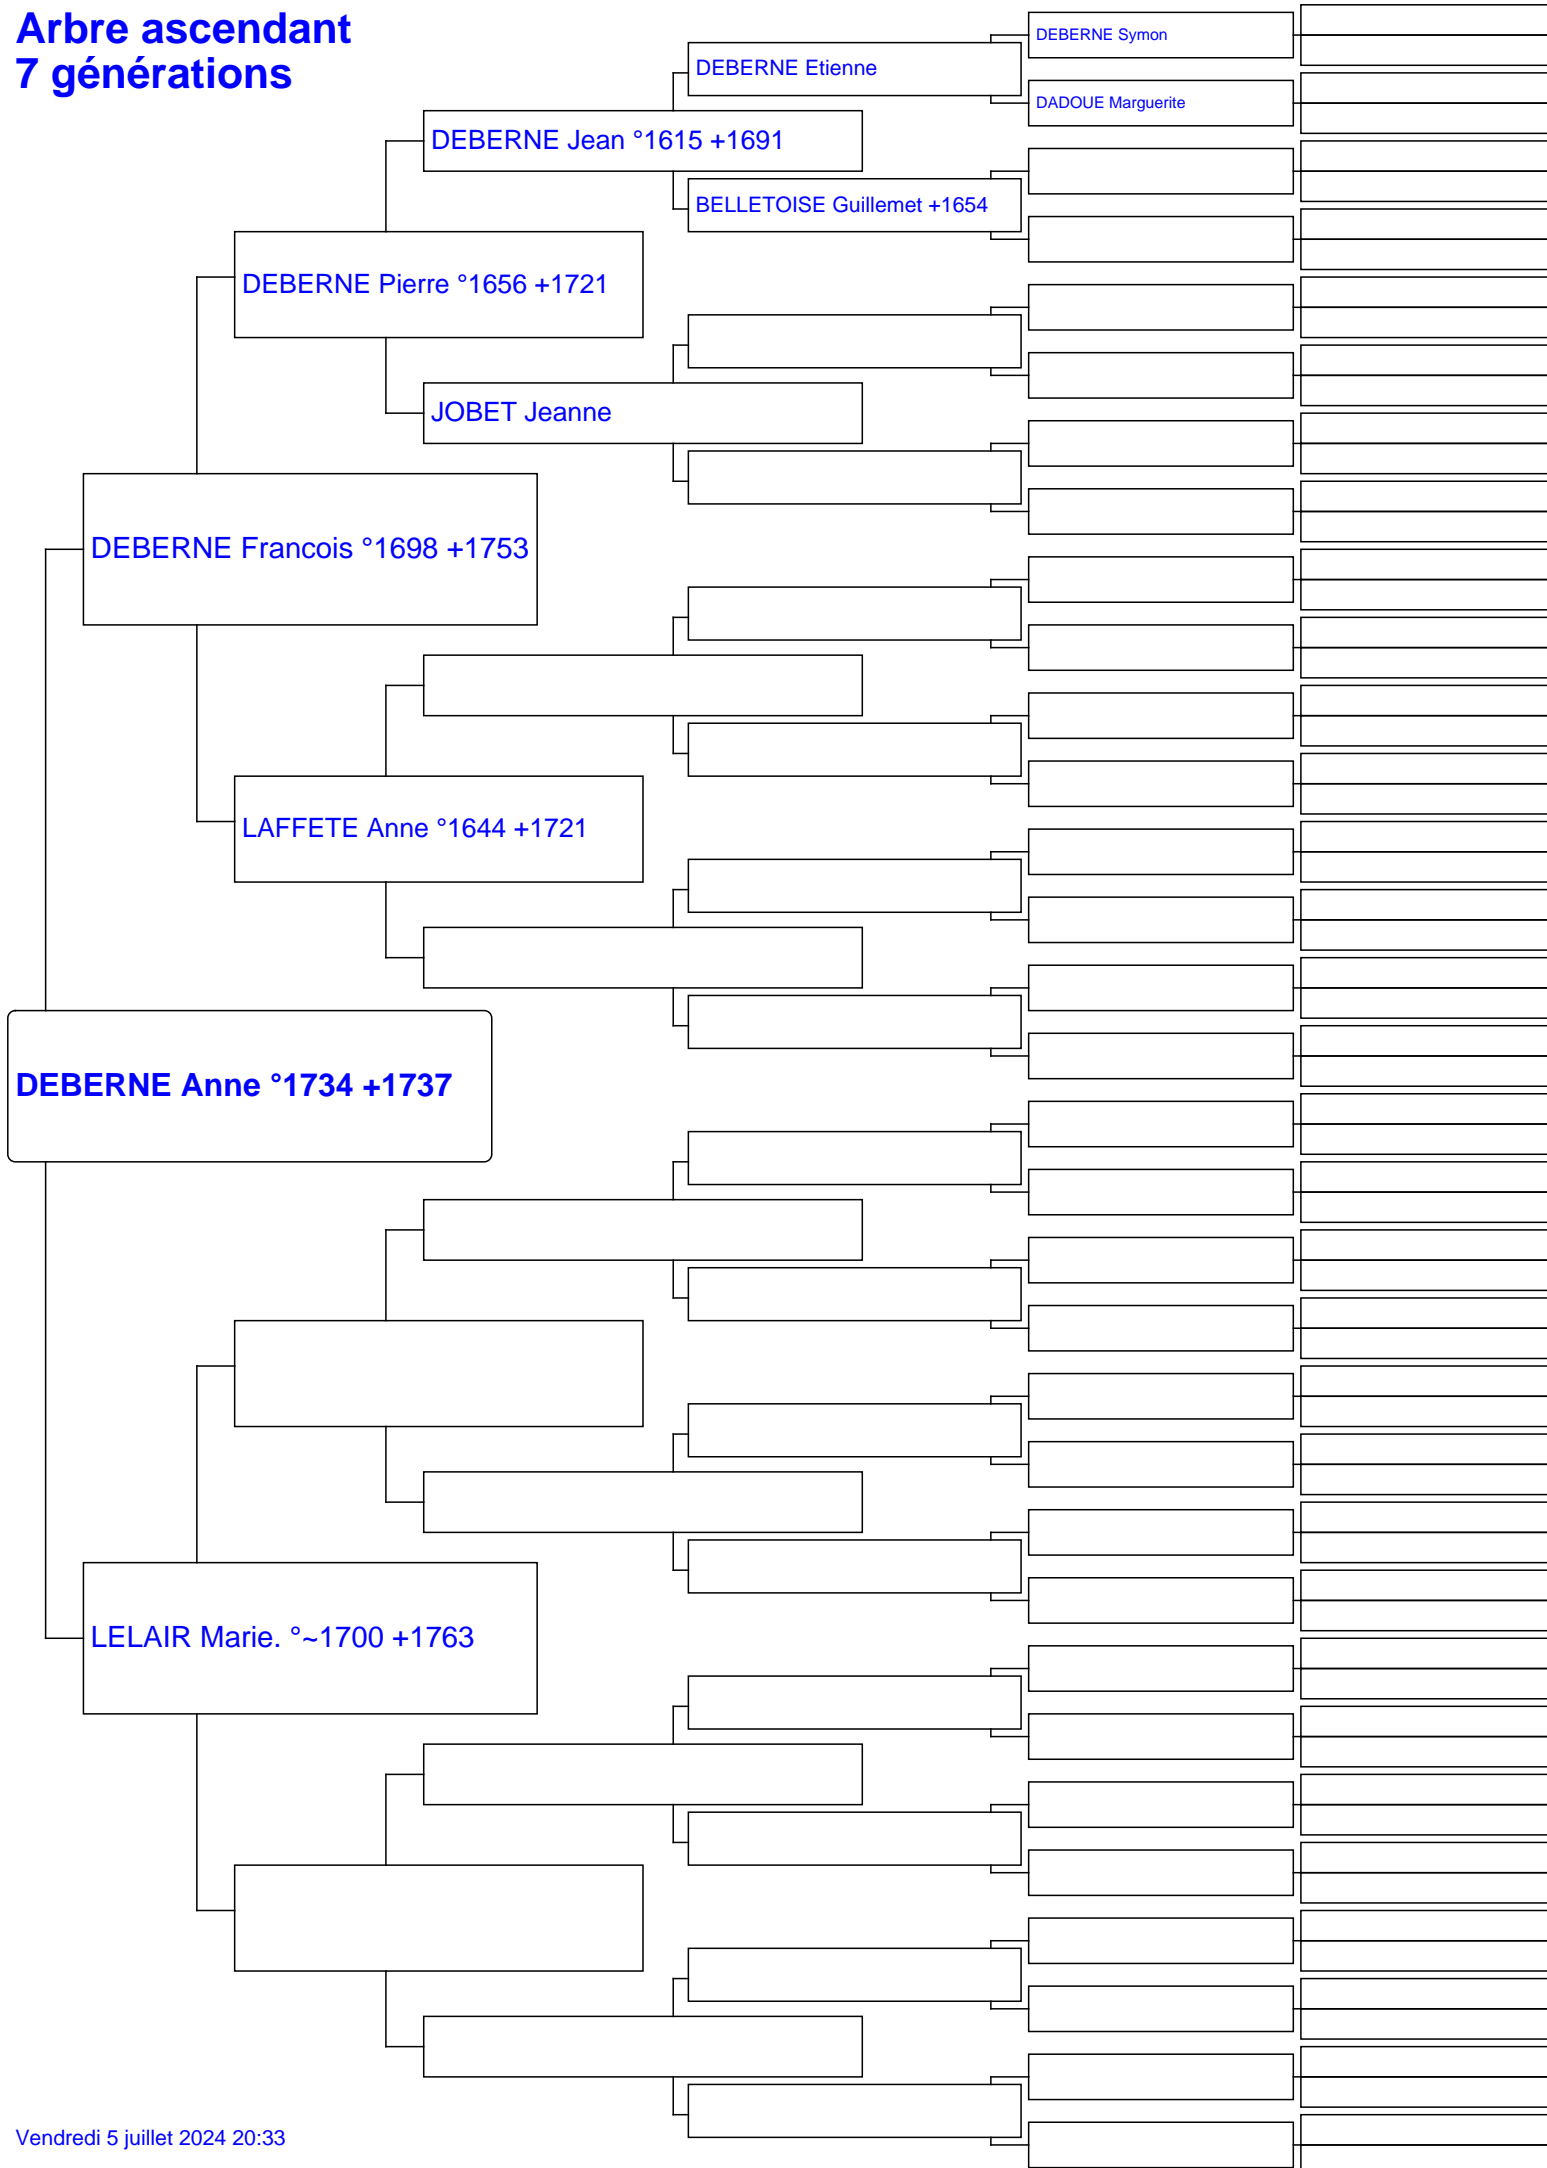 Arbre ascendant
7 générations
DEBERNE Symon
DEBERNE Etienne
DADOUE Marguerite
DEBERNE Jean °1615 +1691
BELLETOISE Guillemet +1654
DEBERNE Pierre °1656 +1721
JOBET Jeanne
DEBERNE Francois °1698 +1753
LAFFETE Anne °1644 +1721
DEBERNE Anne °1734 +1737
LELAIR Marie. °~1700 +1763
Vendredi 5 juillet 2024 20:33